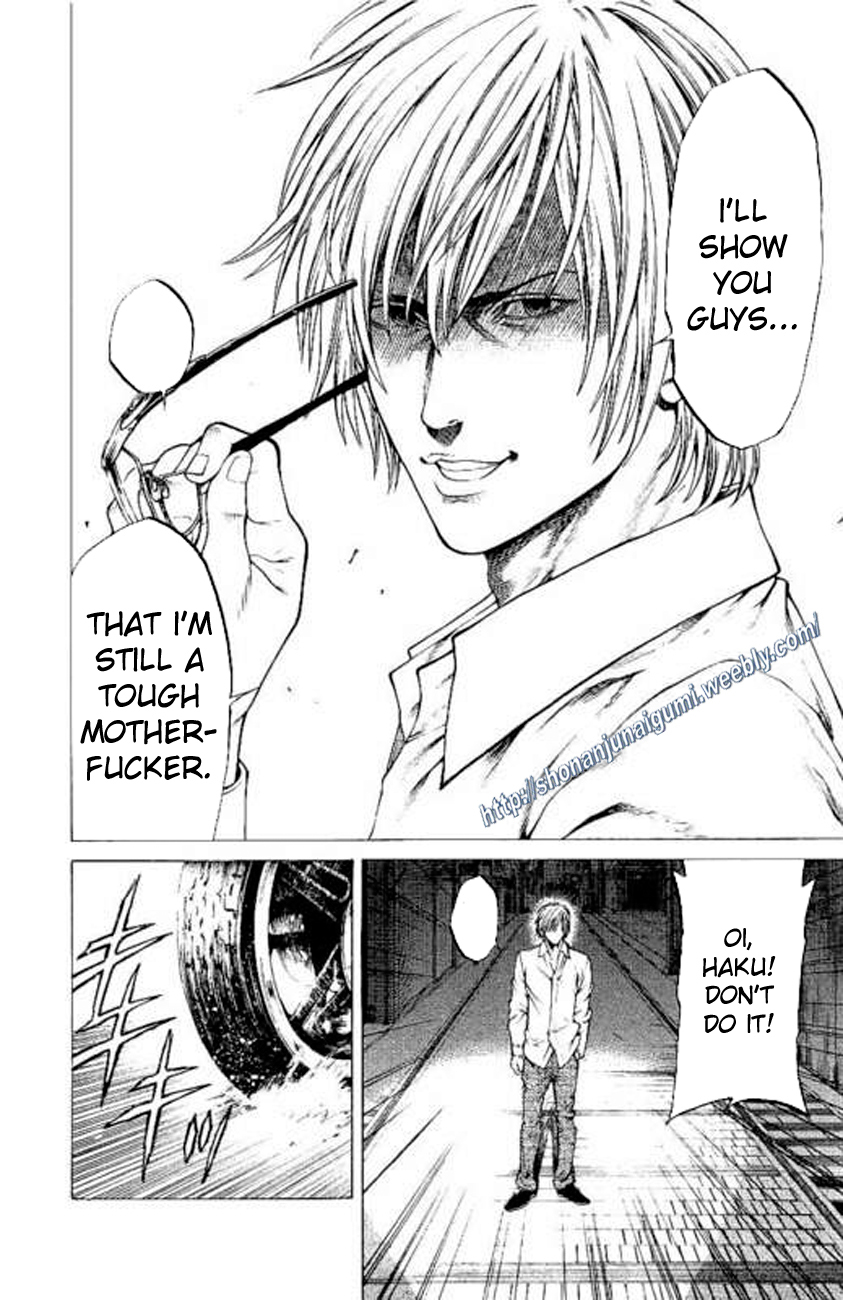 I'LL
SHOW
YOU
GUYS...
THAT I'M
STILL A
TOUGH
MOTHER-
FUCKER.
http://shonanjunaigumi.weebly.com/
OI,
HAKU!
DON'T
DO IT!